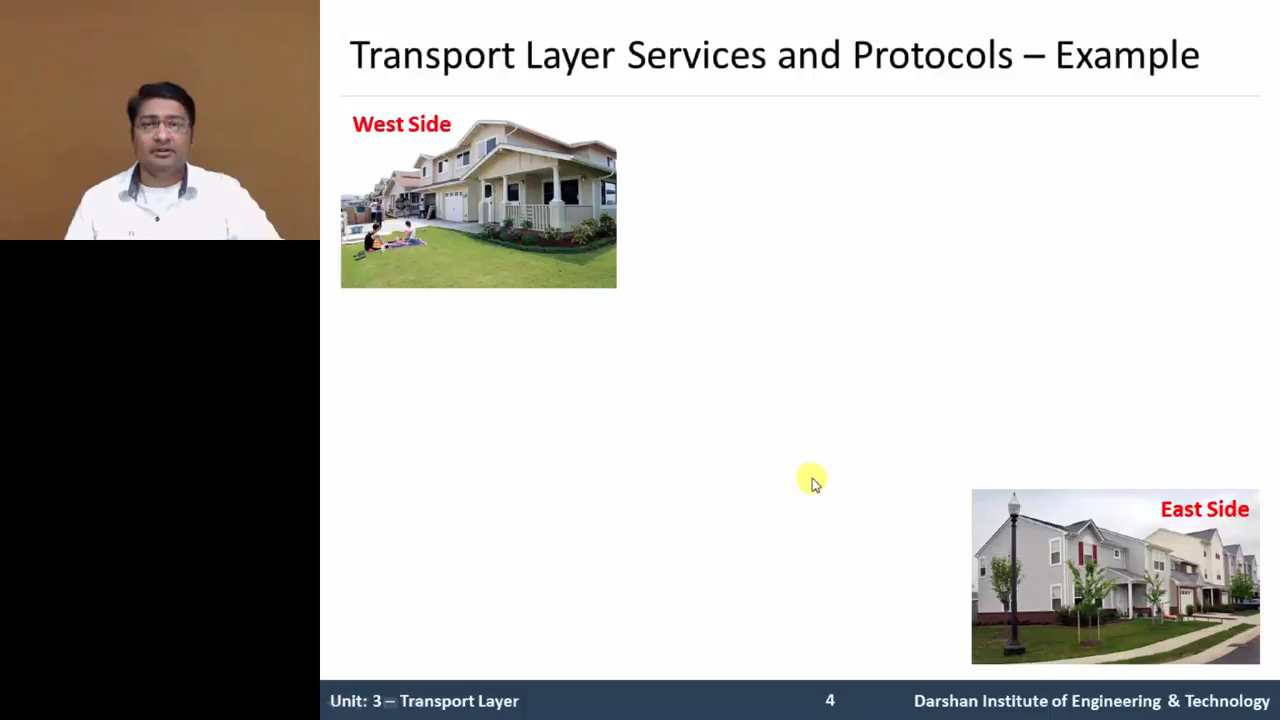 Transport Layer Services and Protocols – Example
West Side
East Side
Unit: 3 – Transport Layer
4
Darshan Institute of Engineering & Technology